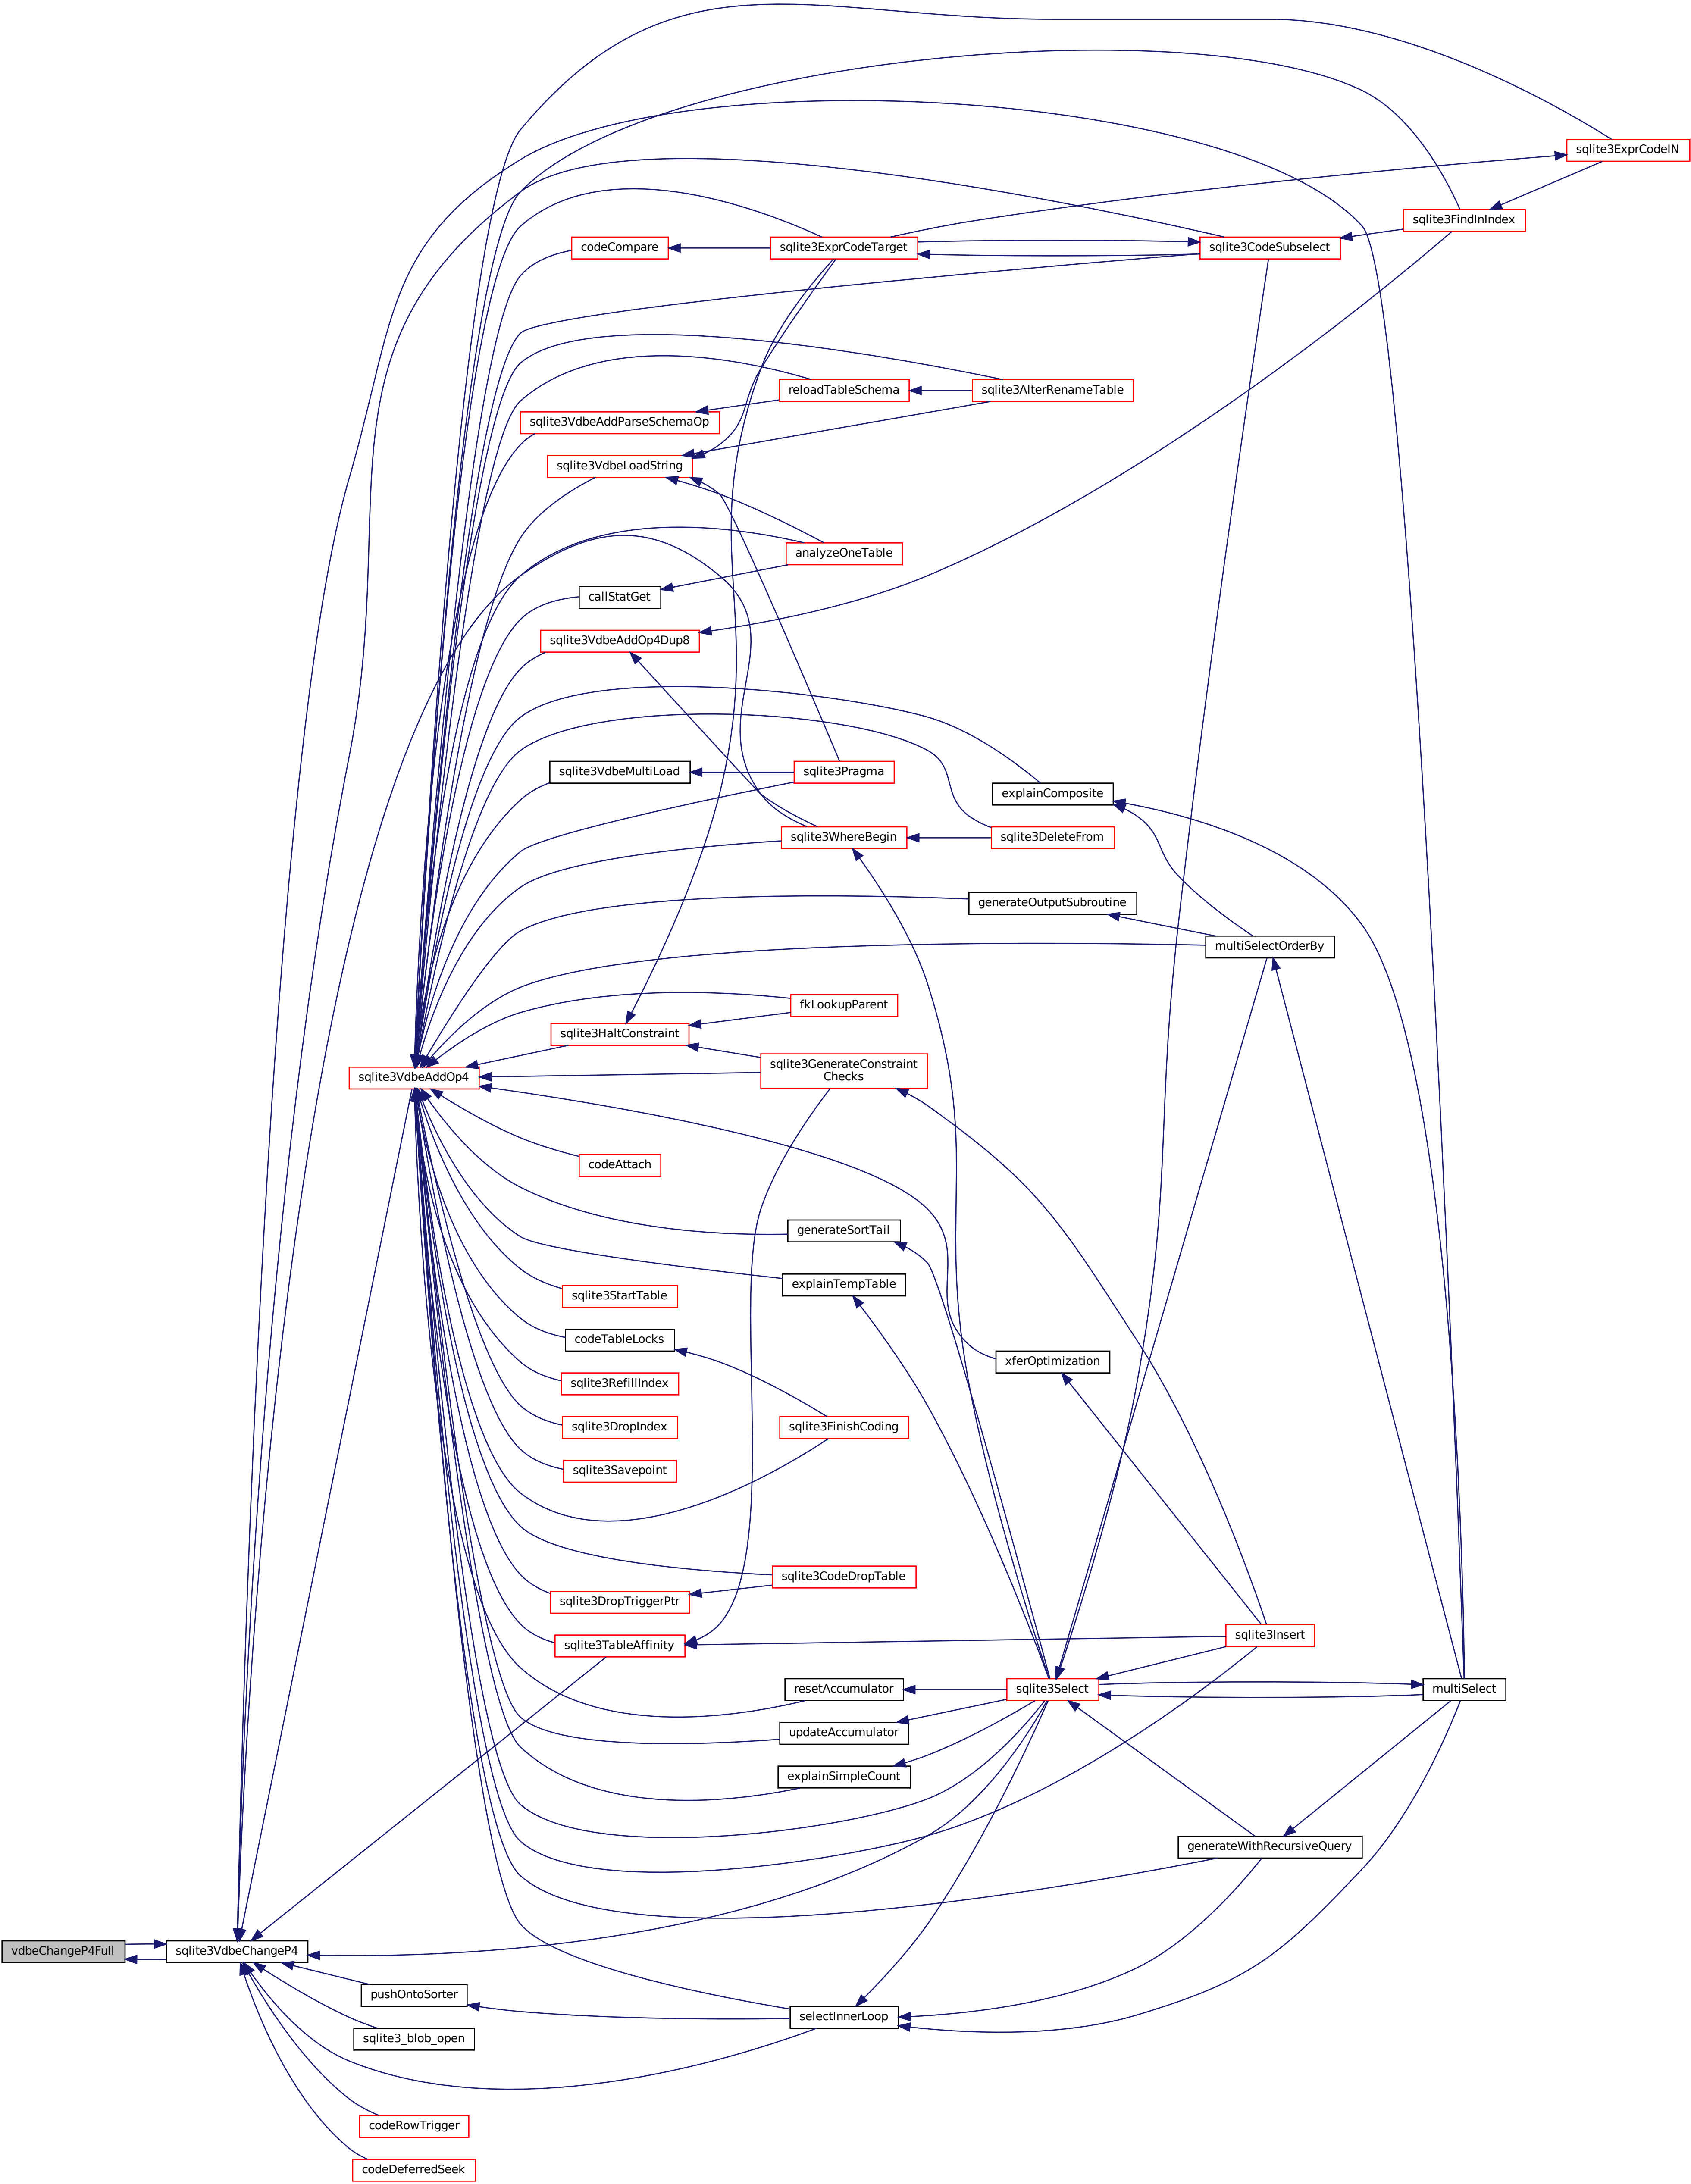 sqlite3ExprCodeIN
sqlite3FindInIndex
codeCompare
sqlite3ExprCodeTarget
sqlite3CodeSubselect
reloadTableSchema
sqlite3AlterRenameTable
sqlite3VdbeAddParseSchemaOp
sqlite3VdbeLoadString
analyzeOneTable
callStatGet
sqlite3VdbeAddOp4Dup8
sqlite3VdbeMultiLoad
sqlite3Pragma
explainComposite
sqlite3WhereBegin
sqlite3DeleteFrom
generateOutputSubroutine
multiSelectOrderBy
fkLookupParent
sqlite3HaltConstraint
sqlite3GenerateConstraint
Checks
sqlite3VdbeAddOp4
codeAttach
generateSortTail
explainTempTable
sqlite3StartTable
codeTableLocks
xferOptimization
sqlite3RefillIndex
sqlite3DropIndex
sqlite3FinishCoding
sqlite3Savepoint
sqlite3CodeDropTable
sqlite3DropTriggerPtr
sqlite3TableAffinity
sqlite3Insert
resetAccumulator
sqlite3Select
multiSelect
updateAccumulator
explainSimpleCount
generateWithRecursiveQuery
vdbeChangeP4Full
sqlite3VdbeChangeP4
pushOntoSorter
selectInnerLoop
sqlite3_blob_open
codeRowTrigger
codeDeferredSeek